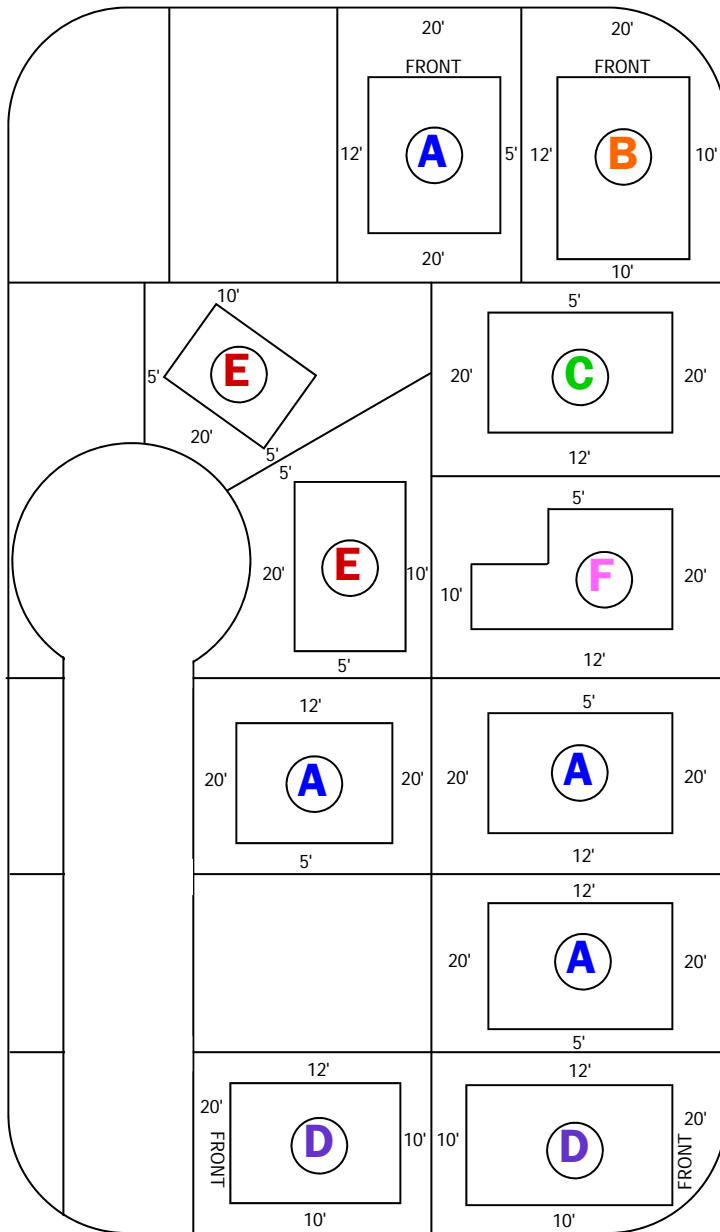 20' 20'
FRONT FRONT
12' A 5' 12' B 10'
20' 10'
10' 5'
5' E 20' C 20'
20' 5' 12'
5' 5'
20' E 10' 10' F 20'
5' 12'
12' 5'
20' A 20' 20' A 20'
5' 12'
12'
20' A 20'
5'
12' 12'
20' 20'
FRONT D 10' 10' D FRONT
10' 10'